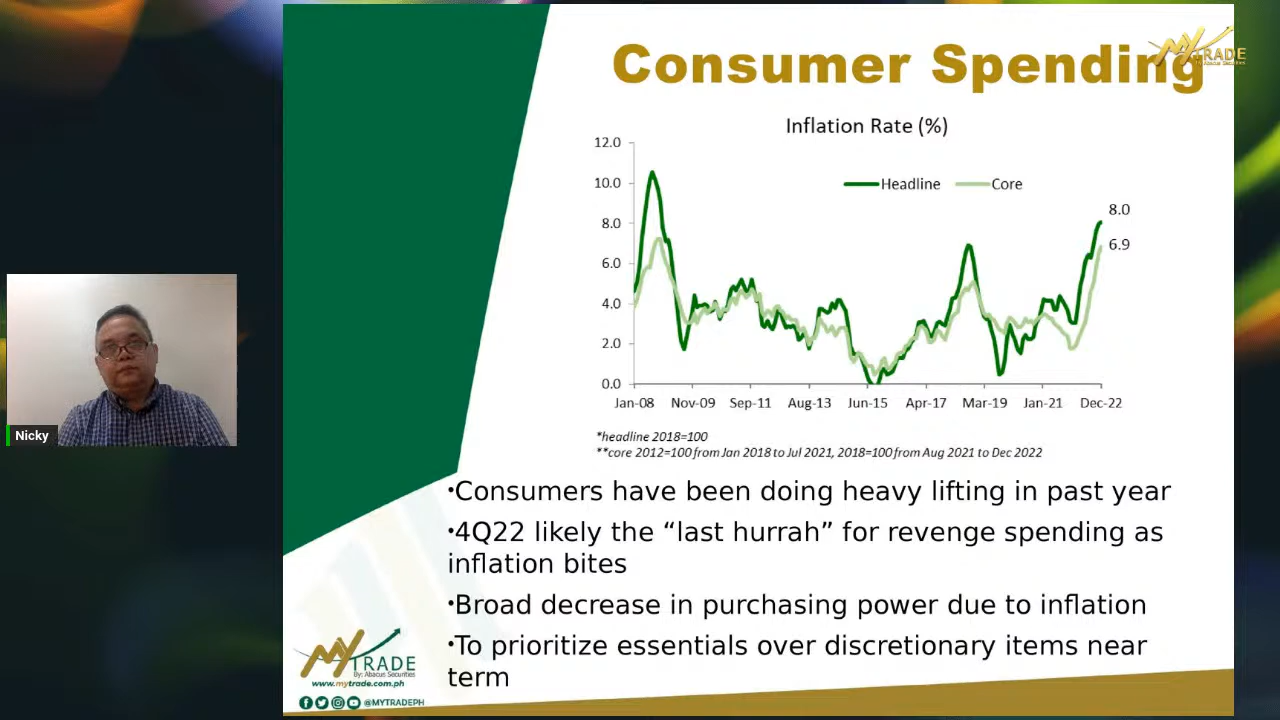 Consumer Spending
MYTRADE
By: Abacus Securities
Inflation Rate (%)
12.0
10.0
8.0
6.0
4.0
2.0
0.0
Headline
Core
8.0
6.9
Jan-08 Nov-09 Sep-11 Aug-13 Jun-15 Apr-17 Mar-19 Jan-21 Dec-22
*headline 2018=100
**core 2012=100 from Jan 2018 to Jul 2021, 2018=100 from Aug 2021 to Dec 2022
•Consumers have been doing heavy lifting in past year
•4Q22 likely the “last hurrah” for revenge spending as
inflation bites
•Broad decrease in purchasing power due to inflation
•To prioritize essentials over discretionary items near
term
Nicky
MYTRADE
By: Abacus Securities
www.mytrade.com.ph
@MYTRADEPH